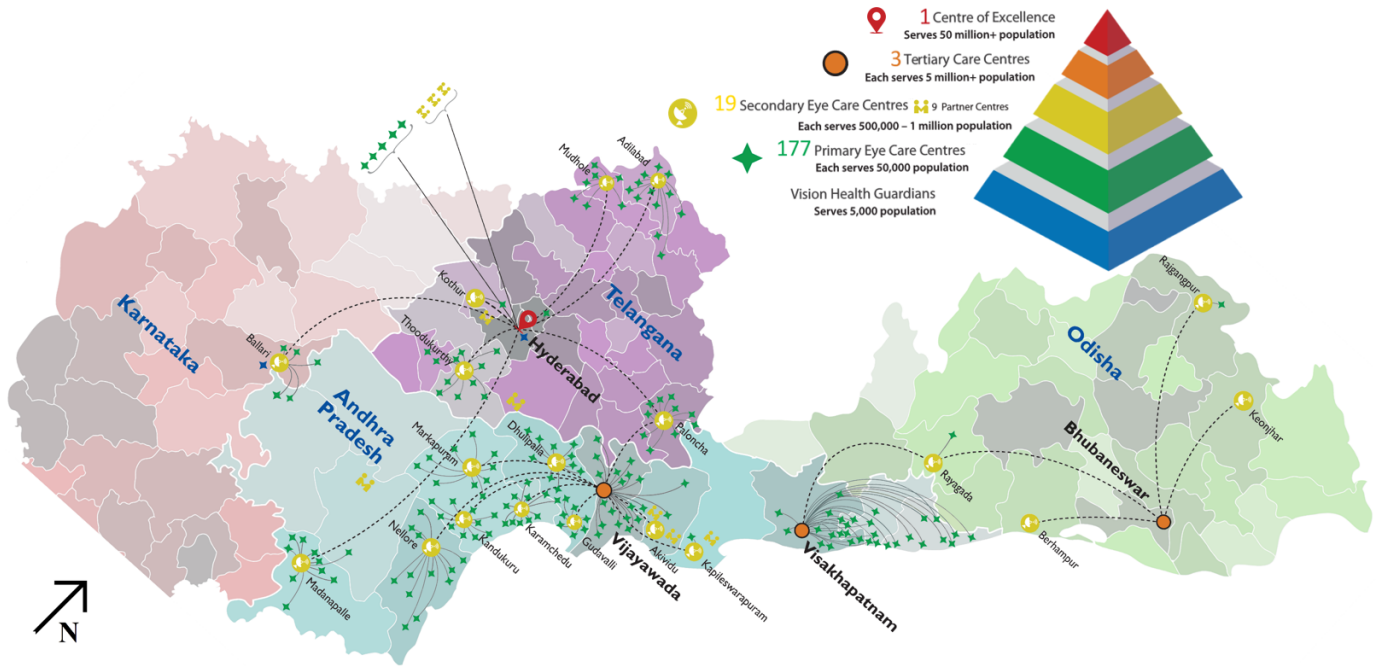 1 Centre of Excellence
Serves 50 million+ population
3 Tertiary Care Centres
Each serves 5 million+ population
19 Secondary Eye Care Centres 9 Partner Centres
Each serves 500,000 – 1 million population
177 Primary Eye Care Centres
Each serves 50,000 population
Vision Health Guardians
Serves 5,000 population
Mudhole
Adilabad
Kothur
Thoodukurthy
Telangana
Hyderabad
Karnataka
Ballari
Andhra
Pradesh
Markapuram
Dhulipalla
Paloncha
Nellore
Kandukuru
Karamchedu
Gudavalli
Vijayawada
Akividu
Kapileswarapuram
Madanapalle
Visakhapatnam
Rayagada
Odisha
Rajgangpur
Keonjhar
Bhubaneswar
Berhampur
N